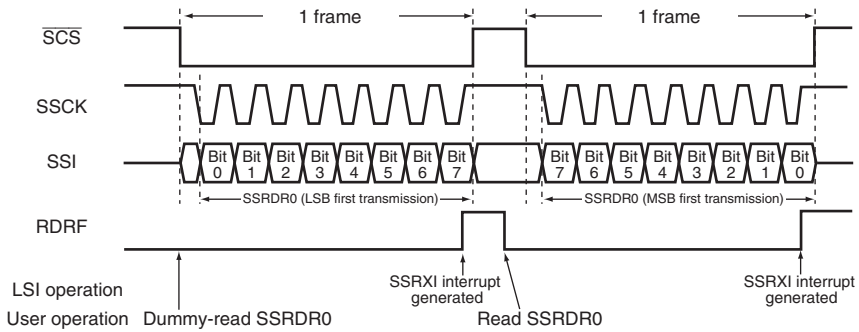 1 frame 1 frame
SCS
SSCK
SSI
Bit 0 Bit 1 Bit 2 Bit 3 Bit 4 Bit 5 Bit 6 Bit 7 Bit 7 Bit 6 Bit 5 Bit 4 Bit 3 Bit 2 Bit 1 Bit 0
SSRDR0 (LSB first transmission) SSRDR0 (MSB first transmission)
RDRF
LSI operation
SSRXI interrupt generated
SSRXI interrupt generated
User operation Dummy-read SSRDR0 Read SSRDR0